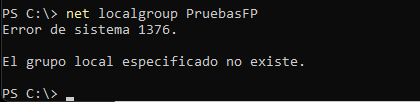 PS C:\> net localgroup PruebasFP
Error de sistema 1376.
El grupo local especificado no existe.
PS C:\>